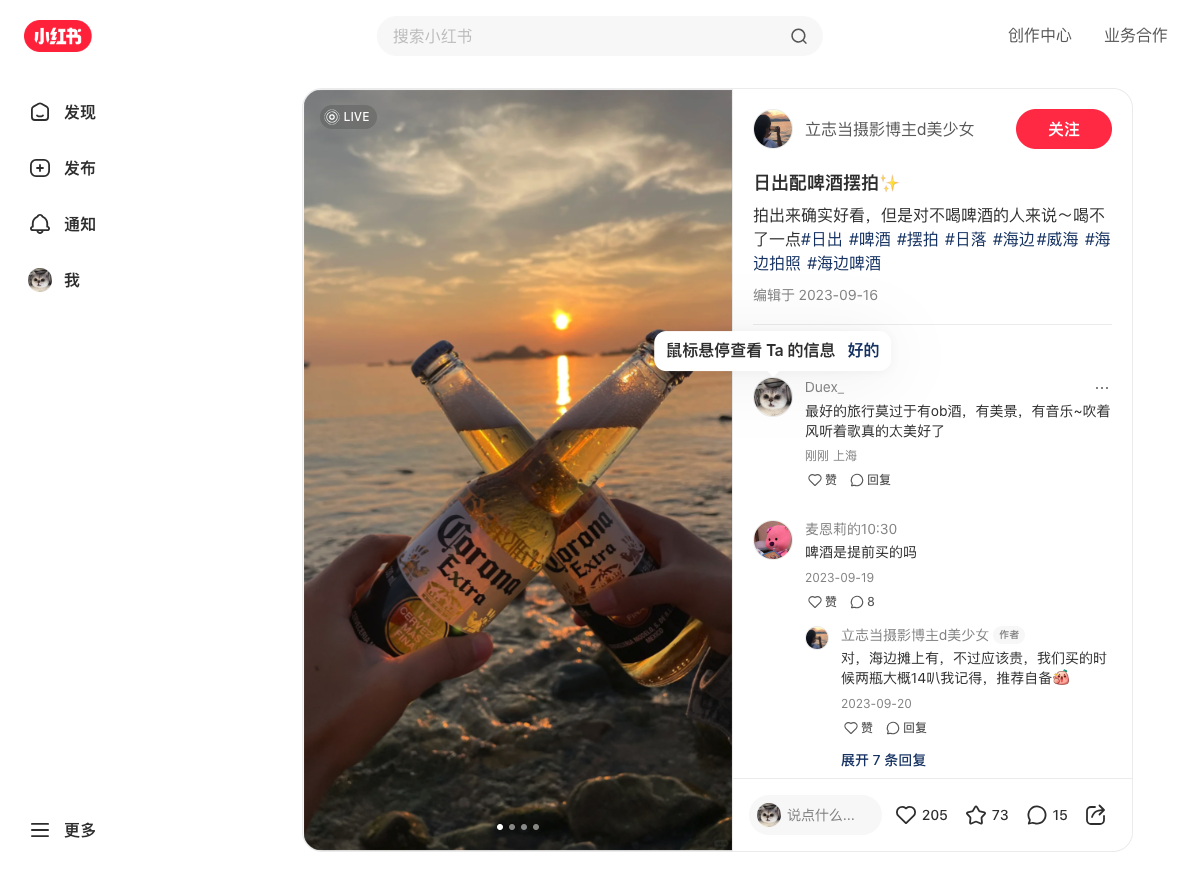 小红书
搜索小红书
创作中心
业务合作
发现
发布
通知
我
更多
LIVE
Corona
Extra
Corona
Extra
立志当摄影博主d美少女
关注
日出配啤酒摆拍✨
拍出来确实好看，但是对不喝啤酒的人来说～喝不
了一点#日出 #啤酒 #摆拍 #日落 #海边#威海 #海
边拍照 #海边啤酒
编辑于 2023-09-16
鼠标悬停查看 Ta 的信息 好的
Duex_
最好的旅行莫过于有ob酒，有美景，有音乐~吹着
风听着歌真的太美好了
刚刚 上海
赞 回复
麦恩莉的10:30
啤酒是提前买的吗
2023-09-19
赞 8
立志当摄影博主d美少女 作者
对，海边摊上有，不过应该贵，我们买的时
候两瓶大概14叭我记得，推荐自备
2023-09-20
赞 回复
展开 7 条回复
说点什么...
205
73
15